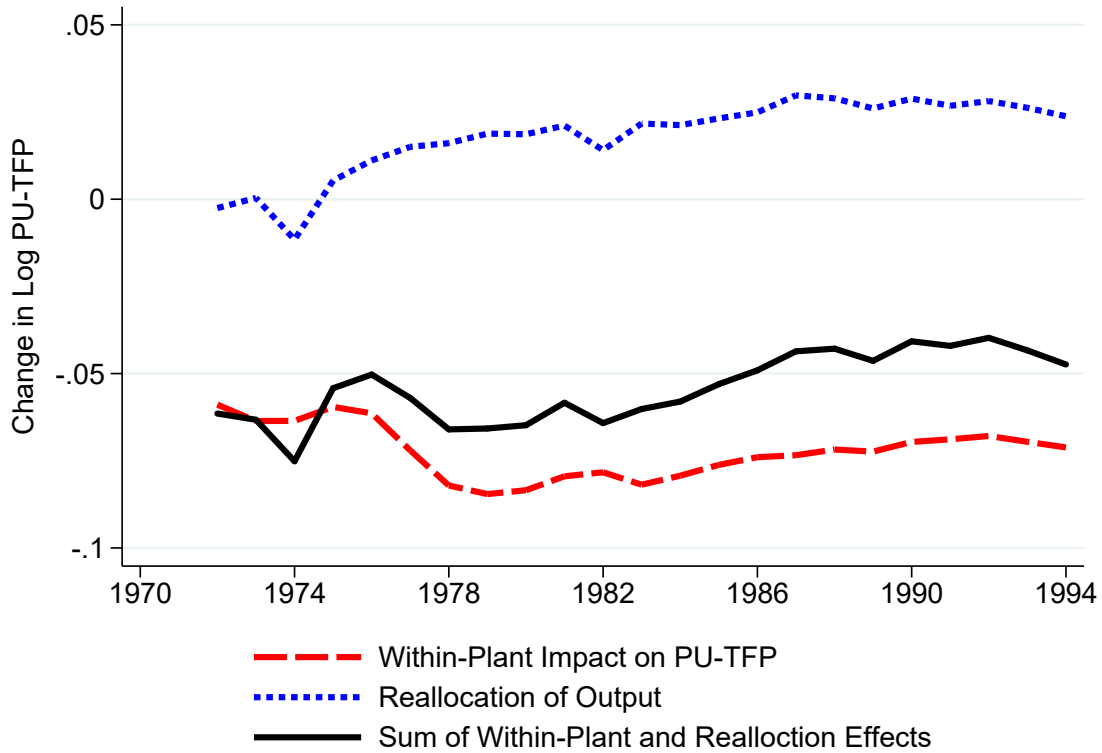 Change in Log PU-TFP
.05
0
-.05
-.1
1970 1974 1978 1982 1986 1990 1994
Within-Plant Impact on PU-TFP
Reallocation of Output
Sum of Within-Plant and Realloction Effects